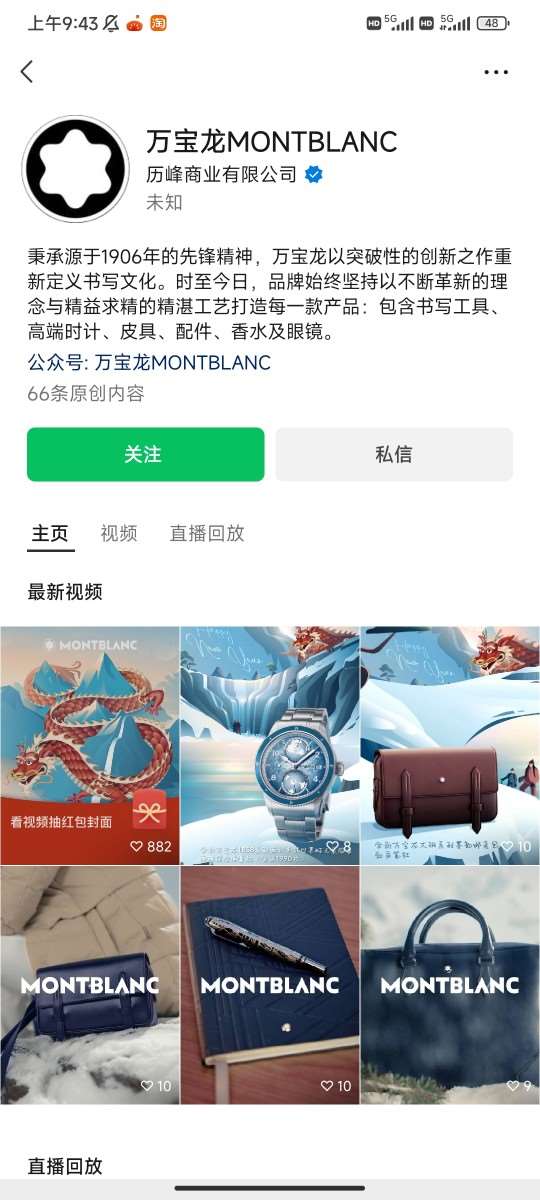 上午9:43
淘
HD 5G HD 5G 48
万宝龙MONTBLANC
历峰商业有限公司
未知
秉承源于1906年的先锋精神，万宝龙以突破性的创新之作重
新定义书写文化。时至今日，品牌始终坚持以不断革新的理
念与精益求精的精湛工艺打造每一款产品：包含书写工具、
高端时计、皮具、配件、香水及眼镜。
公众号: 万宝龙MONTBLANC
66条原创内容
关注
私信
主页
视频
直播回放
最新视频
MONTBLANC
看视频抽红包封面
882
Happy
New Year
8
Happy
New Year
10
MONTBLANC
10
MONTBLANC
10
MONTBLANC
9
直播回放